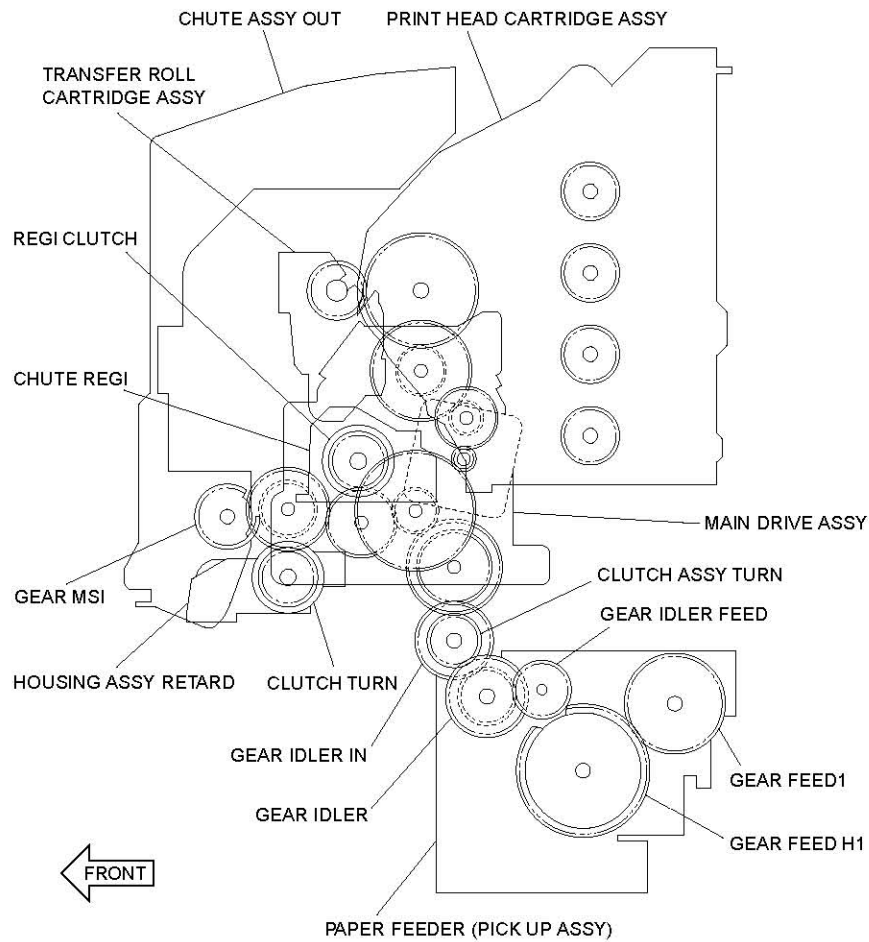 CHUTE ASSY OUT
PRINT HEAD CARTRIDGE ASSY
TRANSFER ROLL
CARTRIDGE ASSY
REGI CLUTCH
CHUTE REGI
MAIN DRIVE ASSY
CLUTCH ASSY TURN
GEAR MSI
GEAR IDLER FEED
HOUSING ASSY RETARD
CLUTCH TURN
GEAR IDLER IN
GEAR FEED1
GEAR IDLER
GEAR FEED H1
FRONT
PAPER FEEDER (PICK UP ASSY)